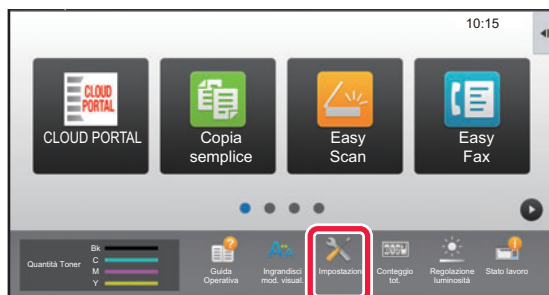 10:15
CLOUD
PORTAL
CLOUD PORTAL
Copia
semplice
Easy
Scan
Easy
Fax
Quantità Toner
Bk
C
M
Y
Guida
Operativa
Ingrandisci
mod. visual.
Impostazioni
Conteggio
tot.
Regolazione
luminosità
Stato lavoro